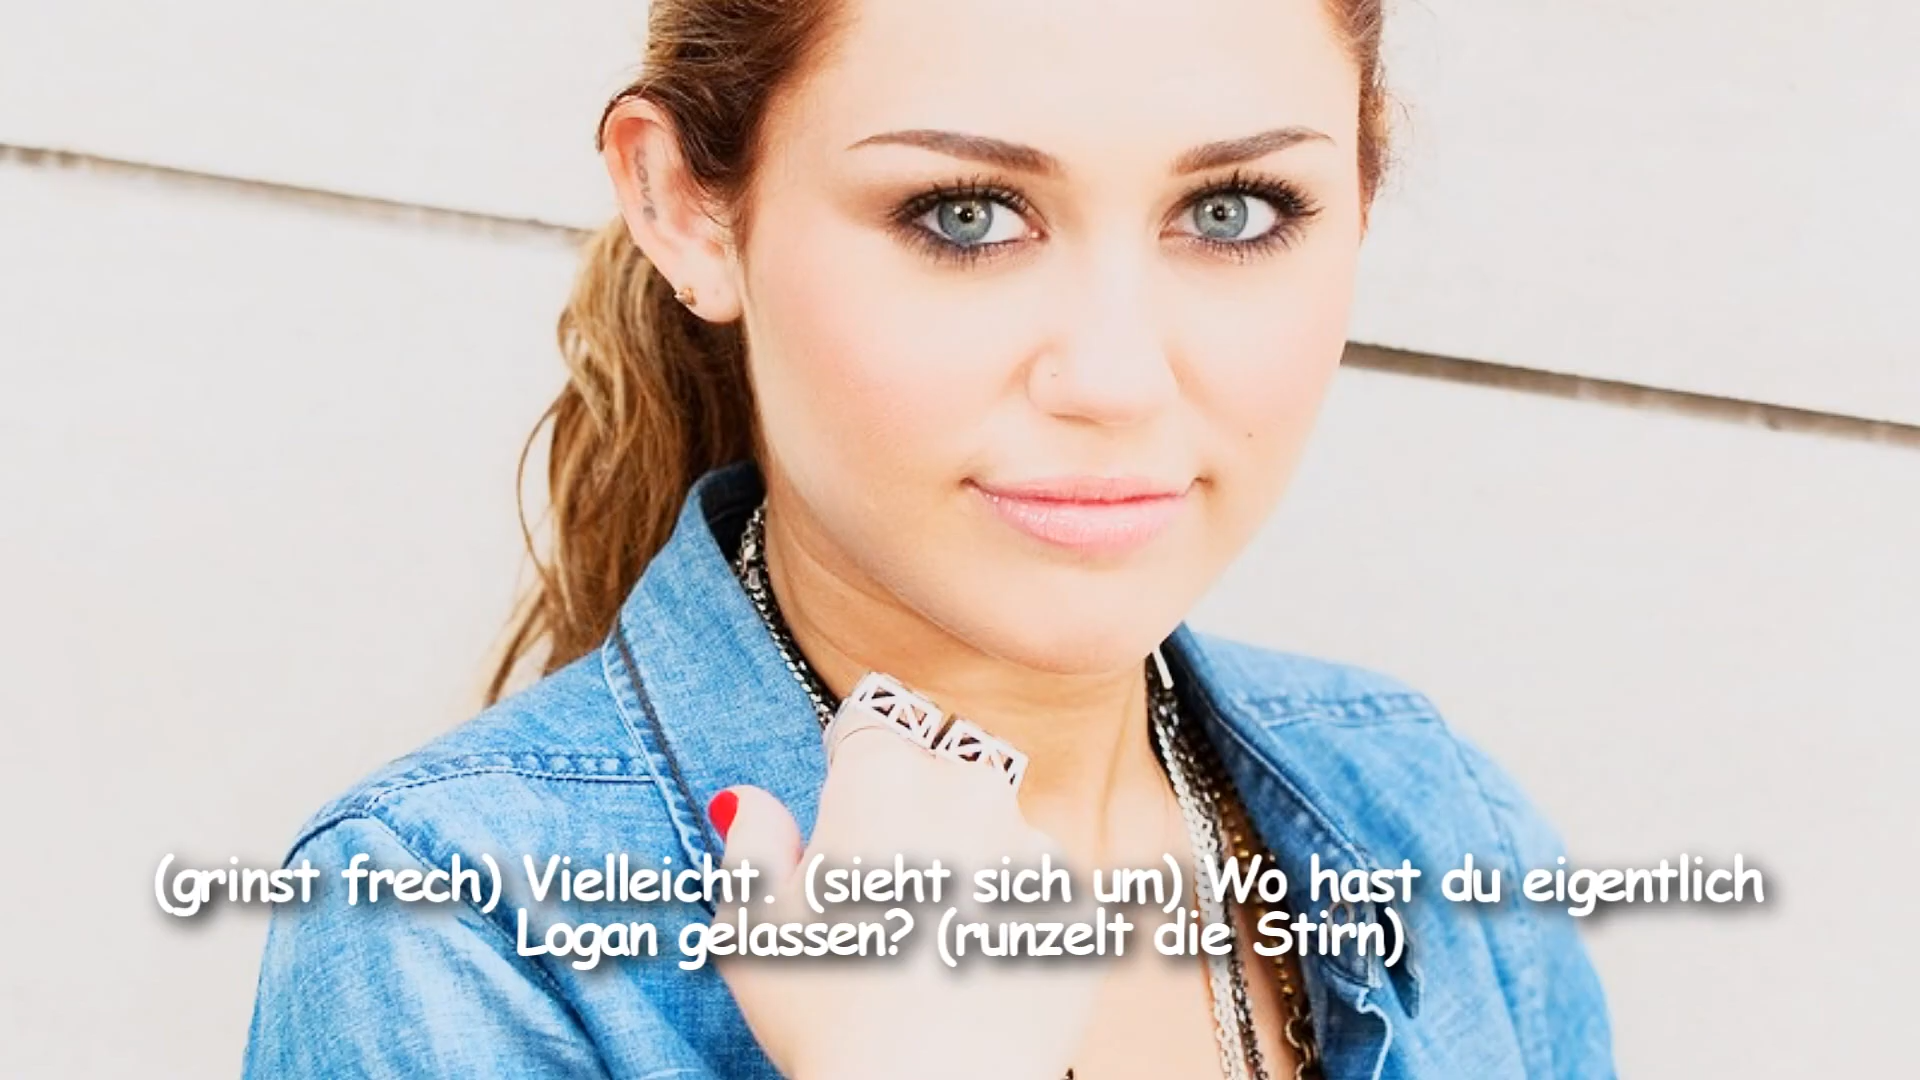 (grinst frech) Vielleicht. (sieht sich um) Wo hast du eigentlich
Logan gelassen? (runzelt die Stirn)